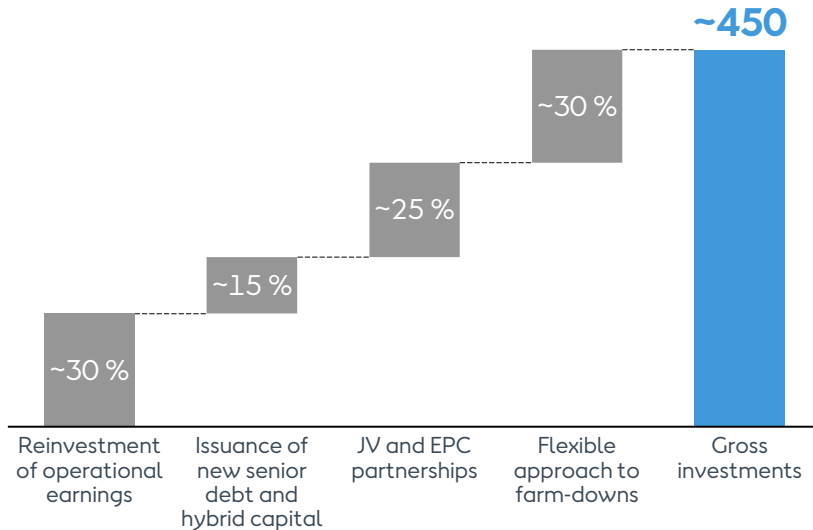 ~450
~30 %
~25 %
~15 %
~30 %
Reinvestment
of operational
earnings
Issuance of
new senior
debt and
hybrid capital
JV and EPC
partnerships
Flexible
approach to
farm-downs
Gross
investments